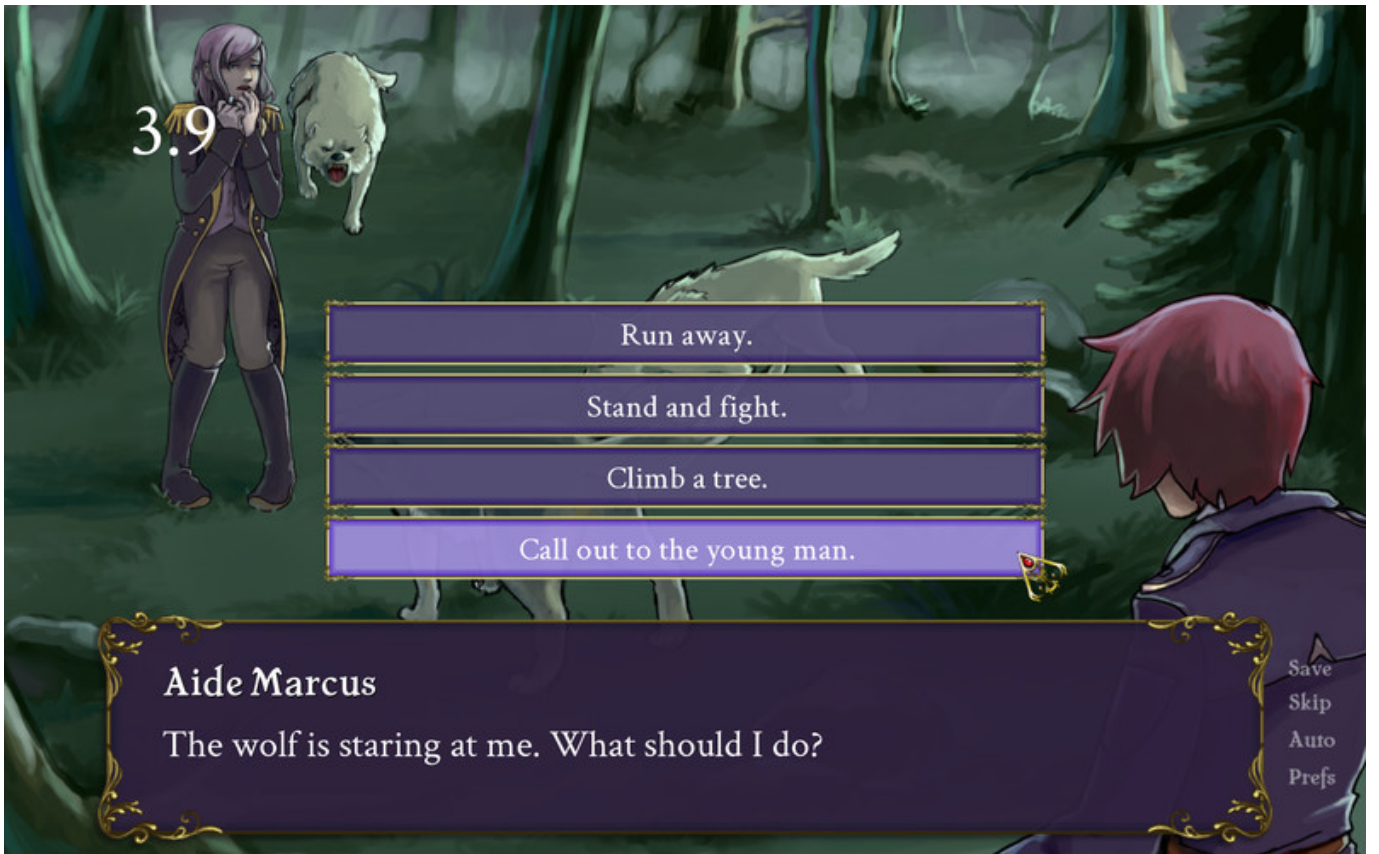 3.9
Run away.
Stand and fight.
Climb a tree.
Call out to the young man.
Aide Marcus
The wolf is staring at me. What should I do?
Save
Skip
Auto
Prefs